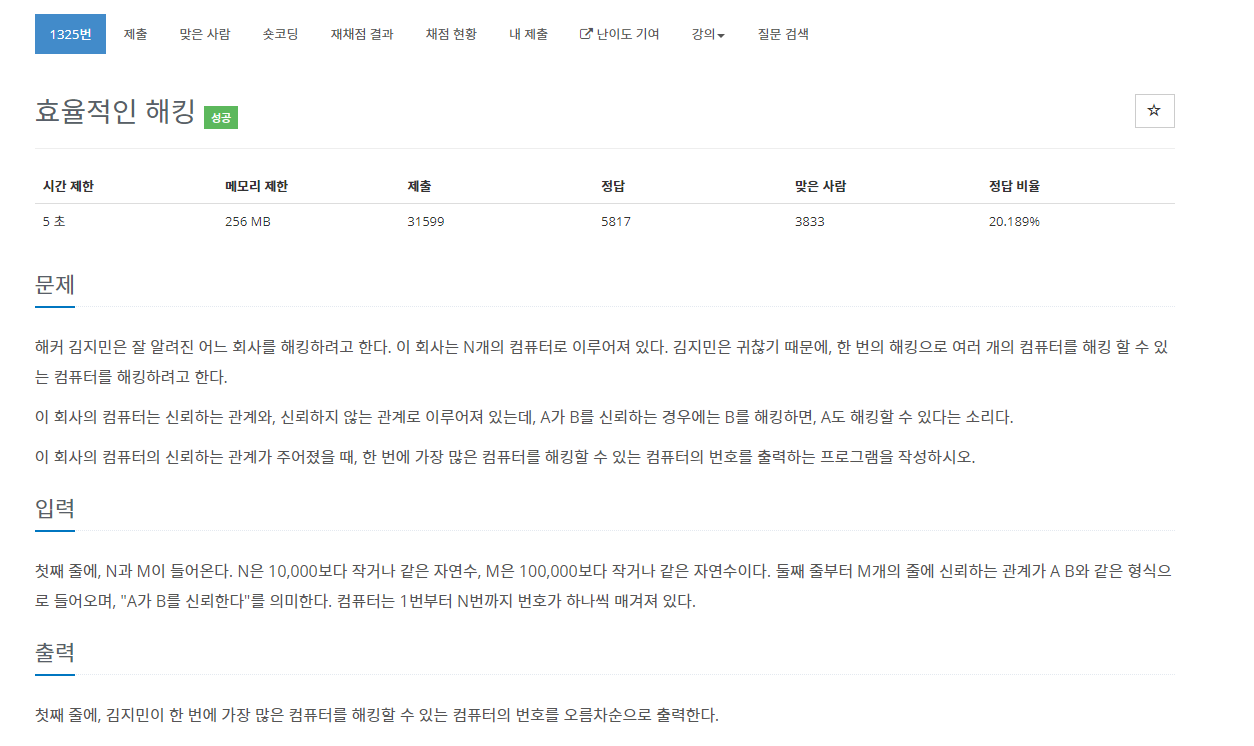 1325번 제출 맞은 사람 숏코딩 재채점 결과 채점 현황 내 제출 난이도 기여 강의 질문 검색
효율적인 해킹 성공
시간 제한 메모리 제한 제출 정답 맞은 사람 정답 비율
5 초 256 MB 31599 5817 3833 20.189%
문제
해커 김지민은 잘 알려진 어느 회사를 해킹하려고 한다. 이 회사는 N개의 컴퓨터로 이루어져 있다. 김지민은 귀찮기 때문에, 한 번의 해킹으로 여러 개의 컴퓨터를 해킹 할 수 있
는 컴퓨터를 해킹하려고 한다.
이 회사의 컴퓨터는 신뢰하는 관계와, 신뢰하지 않는 관계로 이루어져 있는데, A가 B를 신뢰하는 경우에는 B를 해킹하면, A도 해킹할 수 있다는 소리다.
이 회사의 컴퓨터의 신뢰하는 관계가 주어졌을 때, 한 번에 가장 많은 컴퓨터를 해킹할 수 있는 컴퓨터의 번호를 출력하는 프로그램을 작성하시오.
입력
첫째 줄에, N과 M이 들어온다. N은 10,000보다 작거나 같은 자연수, M은 100,000보다 작거나 같은 자연수이다. 둘째 줄부터 M개의 줄에 신뢰하는 관계가 A B와 같은 형식으
로 들어오며, "A가 B를 신뢰한다"를 의미한다. 컴퓨터는 1번부터 N번까지 번호가 하나씩 매겨져 있다.
출력
첫째 줄에, 김지민이 한 번에 가장 많은 컴퓨터를 해킹할 수 있는 컴퓨터의 번호를 오름차순으로 출력한다.